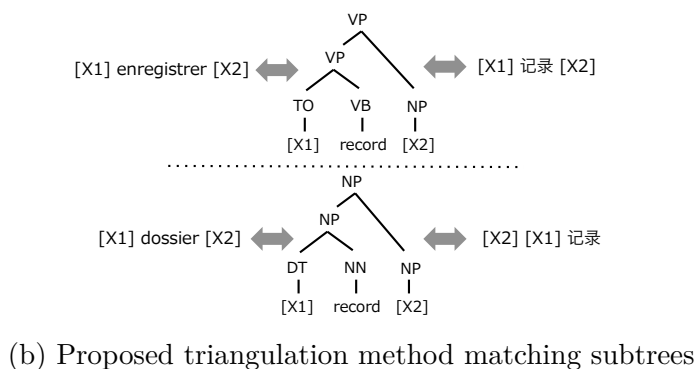 VP
VP
[X1] enregistrer [X2]
[X1] 记录 [X2]
TO VB NP
[X1] record [X2]
NP
NP
[X1] dossier [X2]
[X2] [X1] 记录
DT NN NP
[X1] record [X2]
(b) Proposed triangulation method matching subtrees